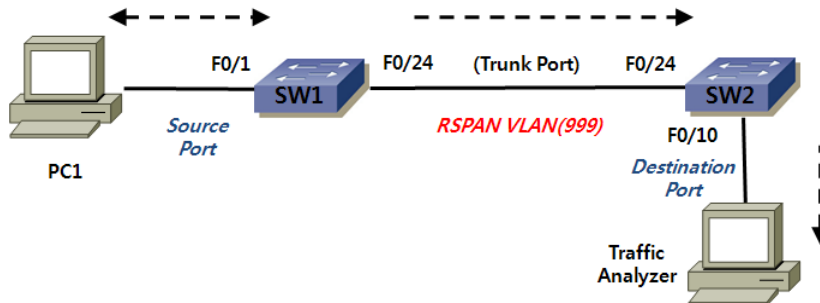 F0/1
F0/24
(Trunk Port)
F0/24
SW1
SW2
Source
Port
RSPAN VLAN(999)
F0/10
PC1
Destination
Port
Traffic
Analyzer